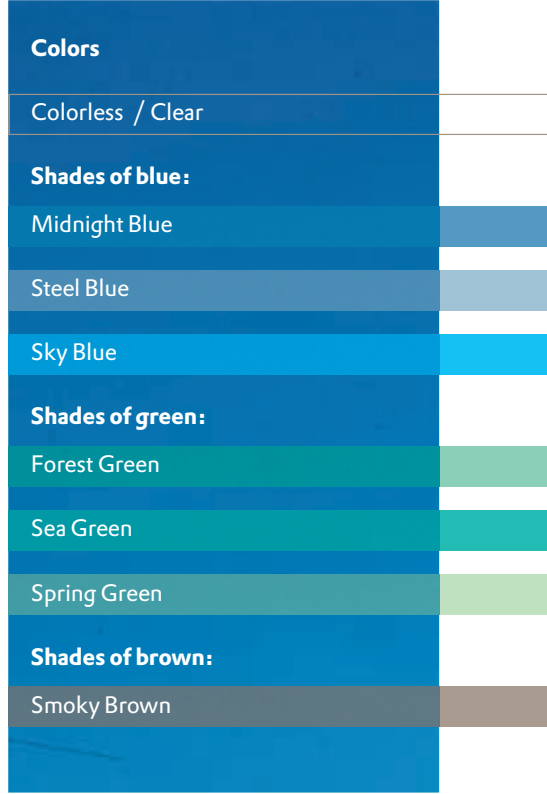 Colors
Colorless / Clear
Shades of blue:
Midnight Blue
Steel Blue
Sky Blue
Shades of green:
Forest Green
Sea Green
Spring Green
Shades of brown:
Smoky Brown